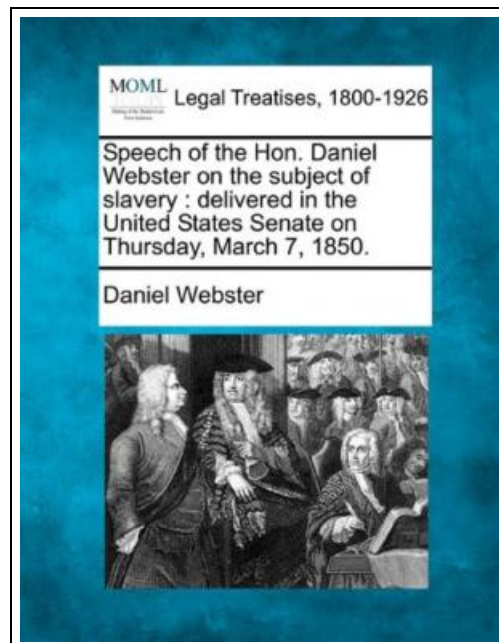 MOML
Legal Treatises, 1800-1926
Speech of the Hon. Daniel
Webster on the subject of
slavery : delivered in the
United States Senate on
Thursday, March 7, 1850.
Daniel Webster